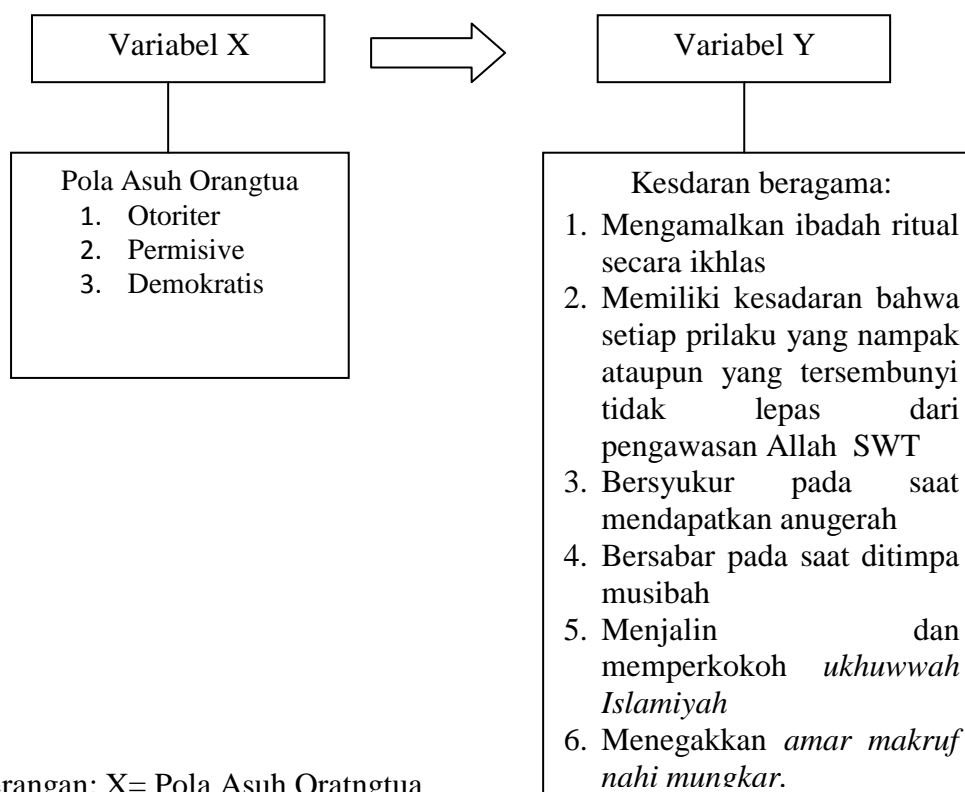 Variabel X
Variabel Y
Pola Asuh Orangtua
1. Otoriter
2. Permisive
3. Demokratis
Kesdaran beragama:
1. Mengamalkan ibadah ritual
secara ikhlas
2. Memiliki kesadaran bahwa
setiap prilaku yang nampak
ataupun yang tersembunyi
tidak lepas dari
pengawasan Allah SWT
3. Bersyukur pada saat
mendapatkan anugerah
4. Bersabar pada saat ditimpa
musibah
5. Menjalin dan
memperkokoh ukhuwwah
Islamiyah
6. Menegakkan amar makruf
nahi mungkar.
erangan: X= Pola Asuh Oratngtua